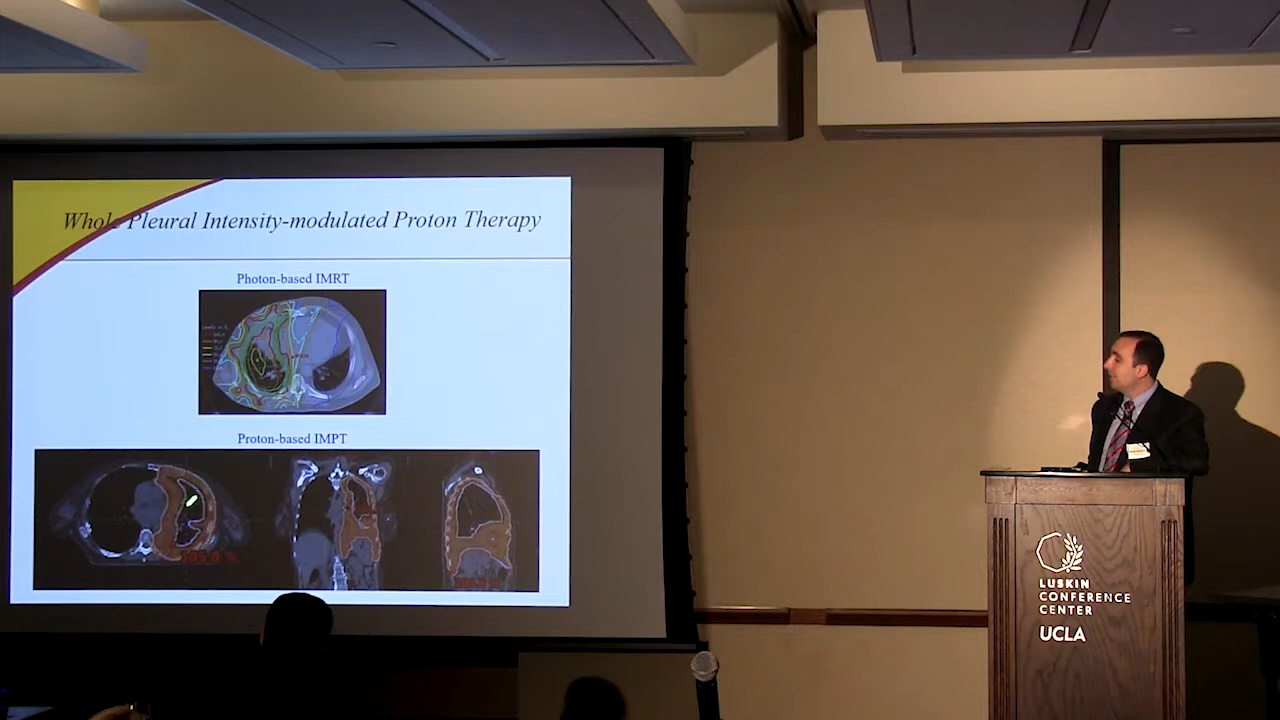 Whole Pleural Intensity-modulated Proton Therapy
Photon-based IMRT
Proton-based IMPT
LUSKIN
CONFERENCE
CENTER
UCLA